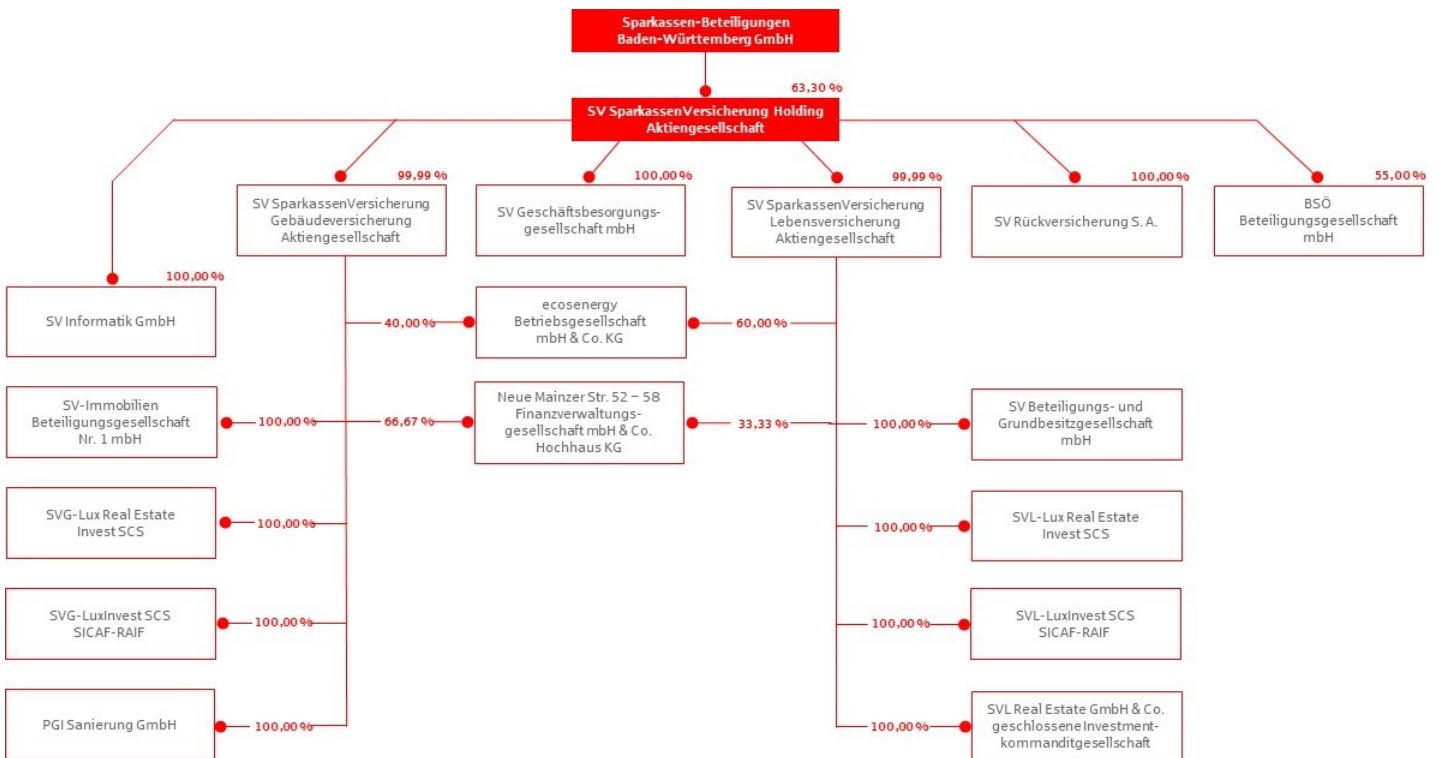 Sparkassen-Beteiligungen
Baden-Württemberg GmbH
63,30 %
SV SparkassenVersicherung Holding
Aktiengesellschaft
99,99 %
SV SparkassenVersicherung
Gebäudeversicherung
Aktiengesellschaft
100,00 %
SV Geschäftsbesorgungs-
gesellschaft mbH
99,99 %
SV SparkassenVersicherung
Lebensversicherung
Aktiengesellschaft
100,00 %
SV Rückversicherung S. A.
55,00 %
BSÖ
Beteiligungsgesellschaft
mbH
100,00 %
SV Informatik GmbH
40,00 %
ecosenergy
Betriebsgesellschaft
mbH & Co. KG
60,00 %
SV-Immobilien
Beteiligungsgesellschaft
Nr. 1 mbH
100,00 %
66,67 %
Neue Mainzer Str. 52 – 58
Finanzverwaltungs-
gesellschaft mbH & Co.
Hochhaus KG
33,33 %
100,00 %
SV Beteiligungs- und
Grundbesitzgesellschaft
mbH
SVG-Lux Real Estate
Invest SCS
100,00 %
100,00 %
SVL-Lux Real Estate
Invest SCS
SVG-LuxInvest SCS
SICAF-RAIF
100,00 %
100,00 %
SVL-LuxInvest SCS
SICAF-RAIF
PGI Sanierung GmbH
100,00 %
100,00 %
SVL Real Estate GmbH & Co.
geschlossene Investment-
kommanditgesellschaft